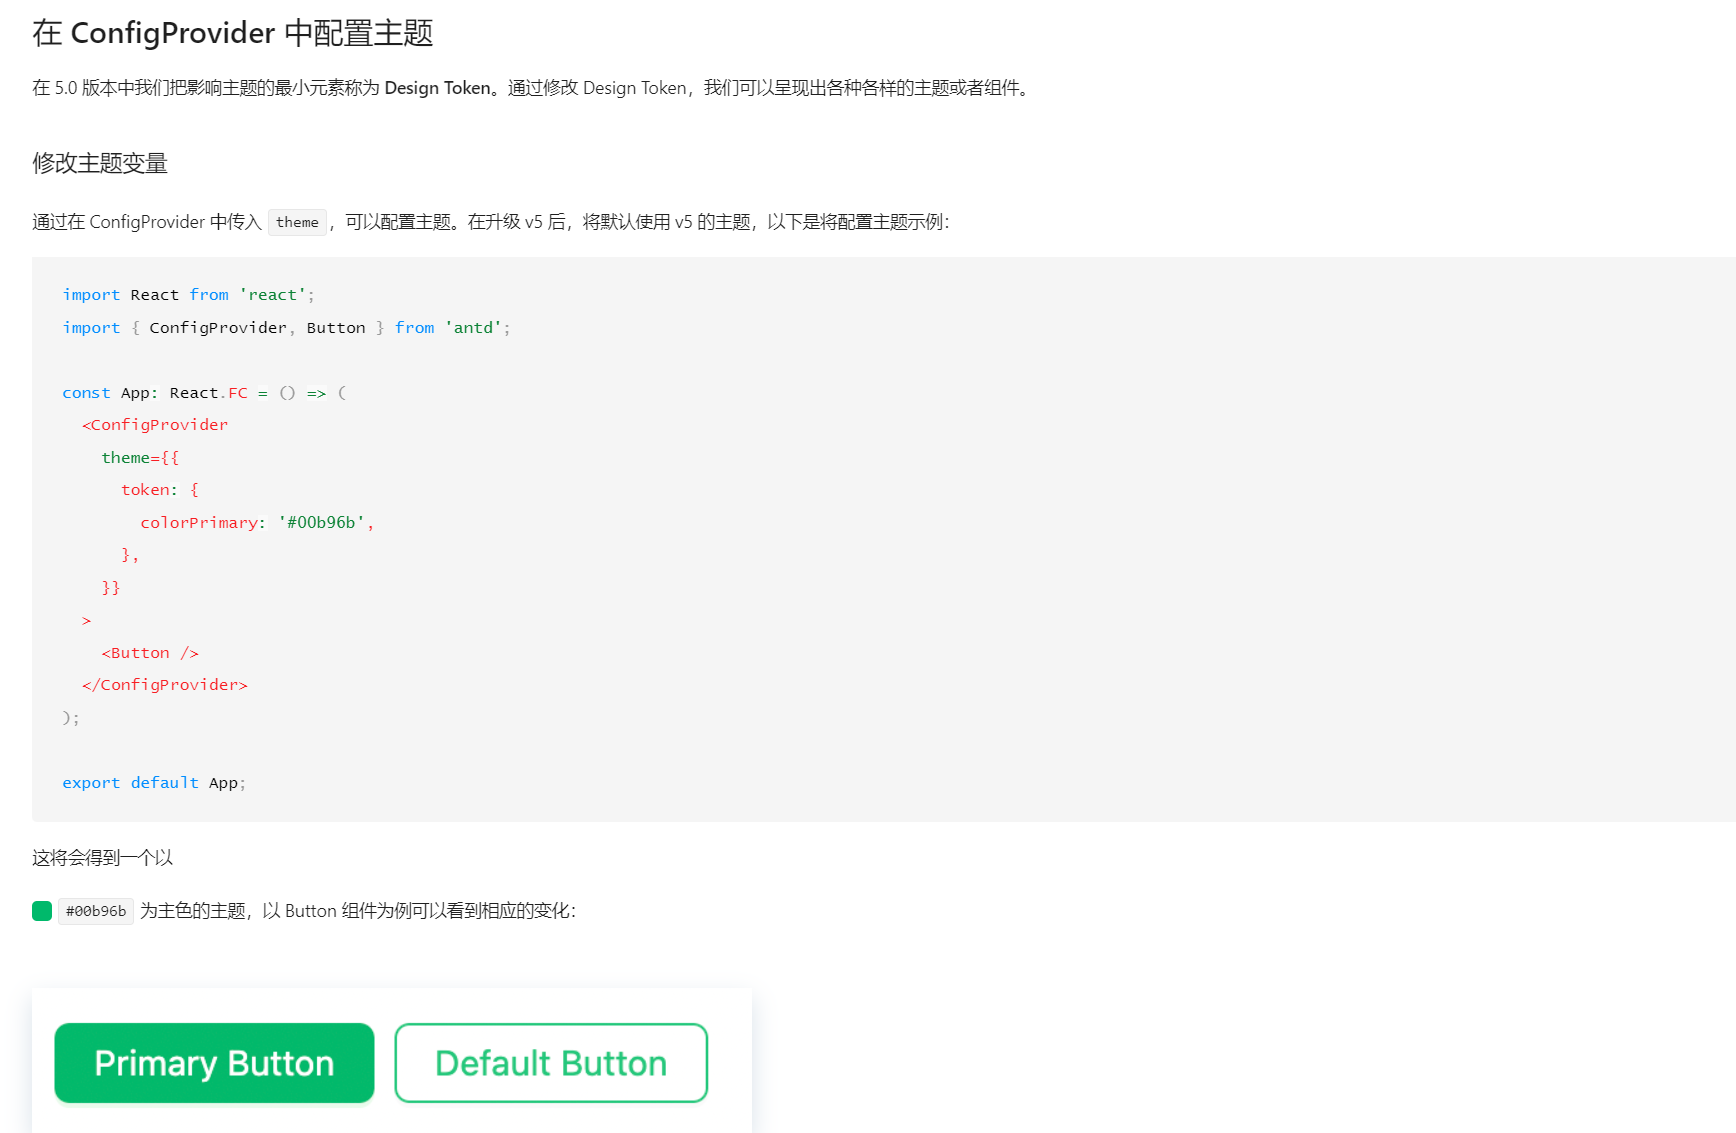 在 ConfigProvider 中配置主题
在 5.0 版本中我们把影响主题的最小元素称为 Design Token。通过修改 Design Token，我们可以呈现出各种各样的主题或者组件。
修改主题变量
通过在 ConfigProvider 中传入 theme ，可以配置主题。在升级 v5 后，将默认使用 v5 的主题，以下是将配置主题示例：
import React from 'react';
import { ConfigProvider, Button } from 'antd';
const App: React.FC = () => (
  <ConfigProvider
    theme={{
      token: {
        colorPrimary: '#00b96b',
      },
    }}
  >
    <Button />
  </ConfigProvider>
);
export default App;
这将会得到一个以
#00b96b 为主色的主题，以 Button 组件为例可以看到相应的变化：
Primary Button Default Button